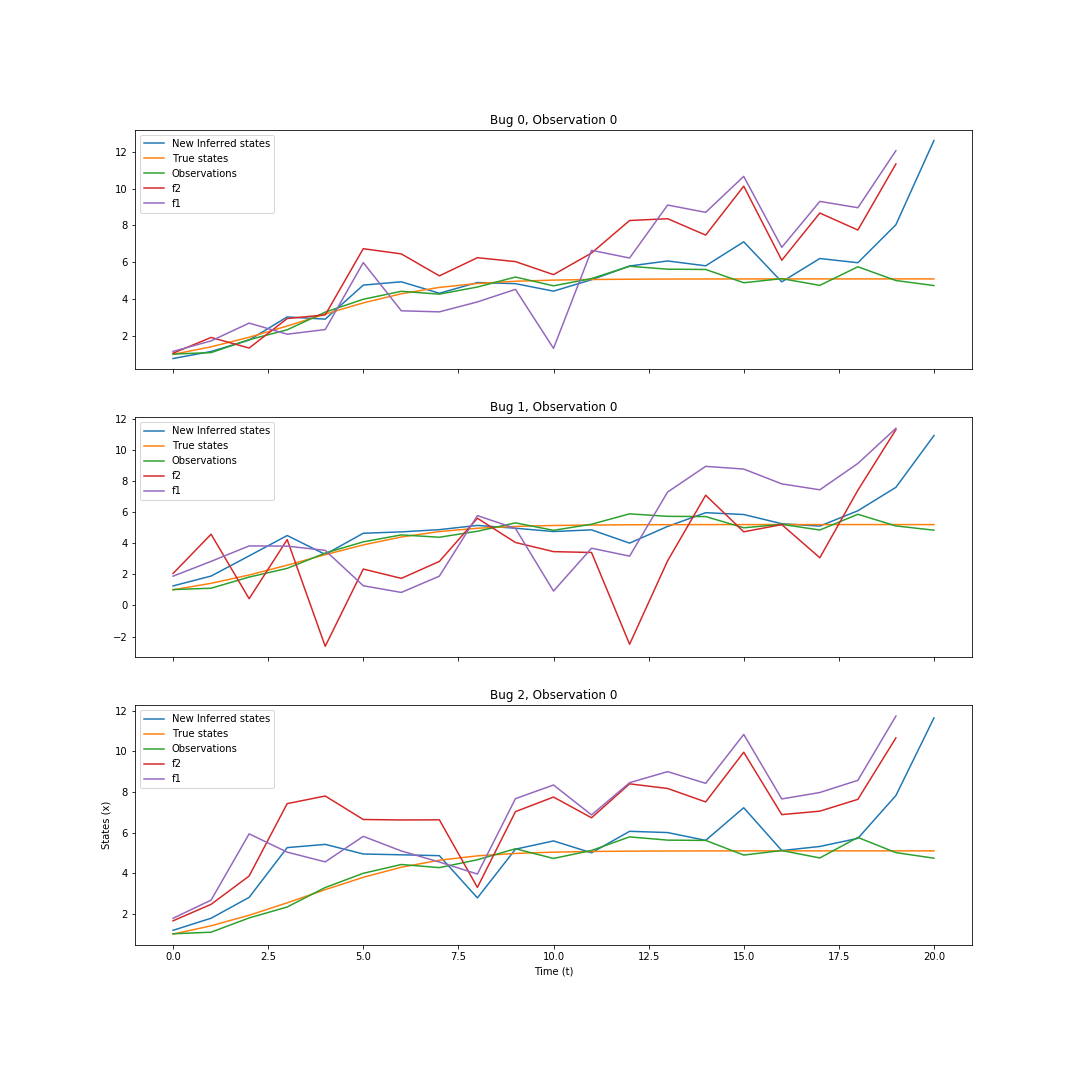 Bug 0, Observation 0
New Inferred states
True states
Observations
f2
f1
12
10
8
6
4
2
Bug 1, Observation 0
New Inferred states
True states
Observations
f2
f1
12
10
8
6
4
2
0
−2
Bug 2, Observation 0
New Inferred states
True states
Observations
f2
f1
12
10
8
6
4
2
States (x)
0.0 2.5 5.0 7.5 10.0 12.5 15.0 17.5 20.0
Time (t)